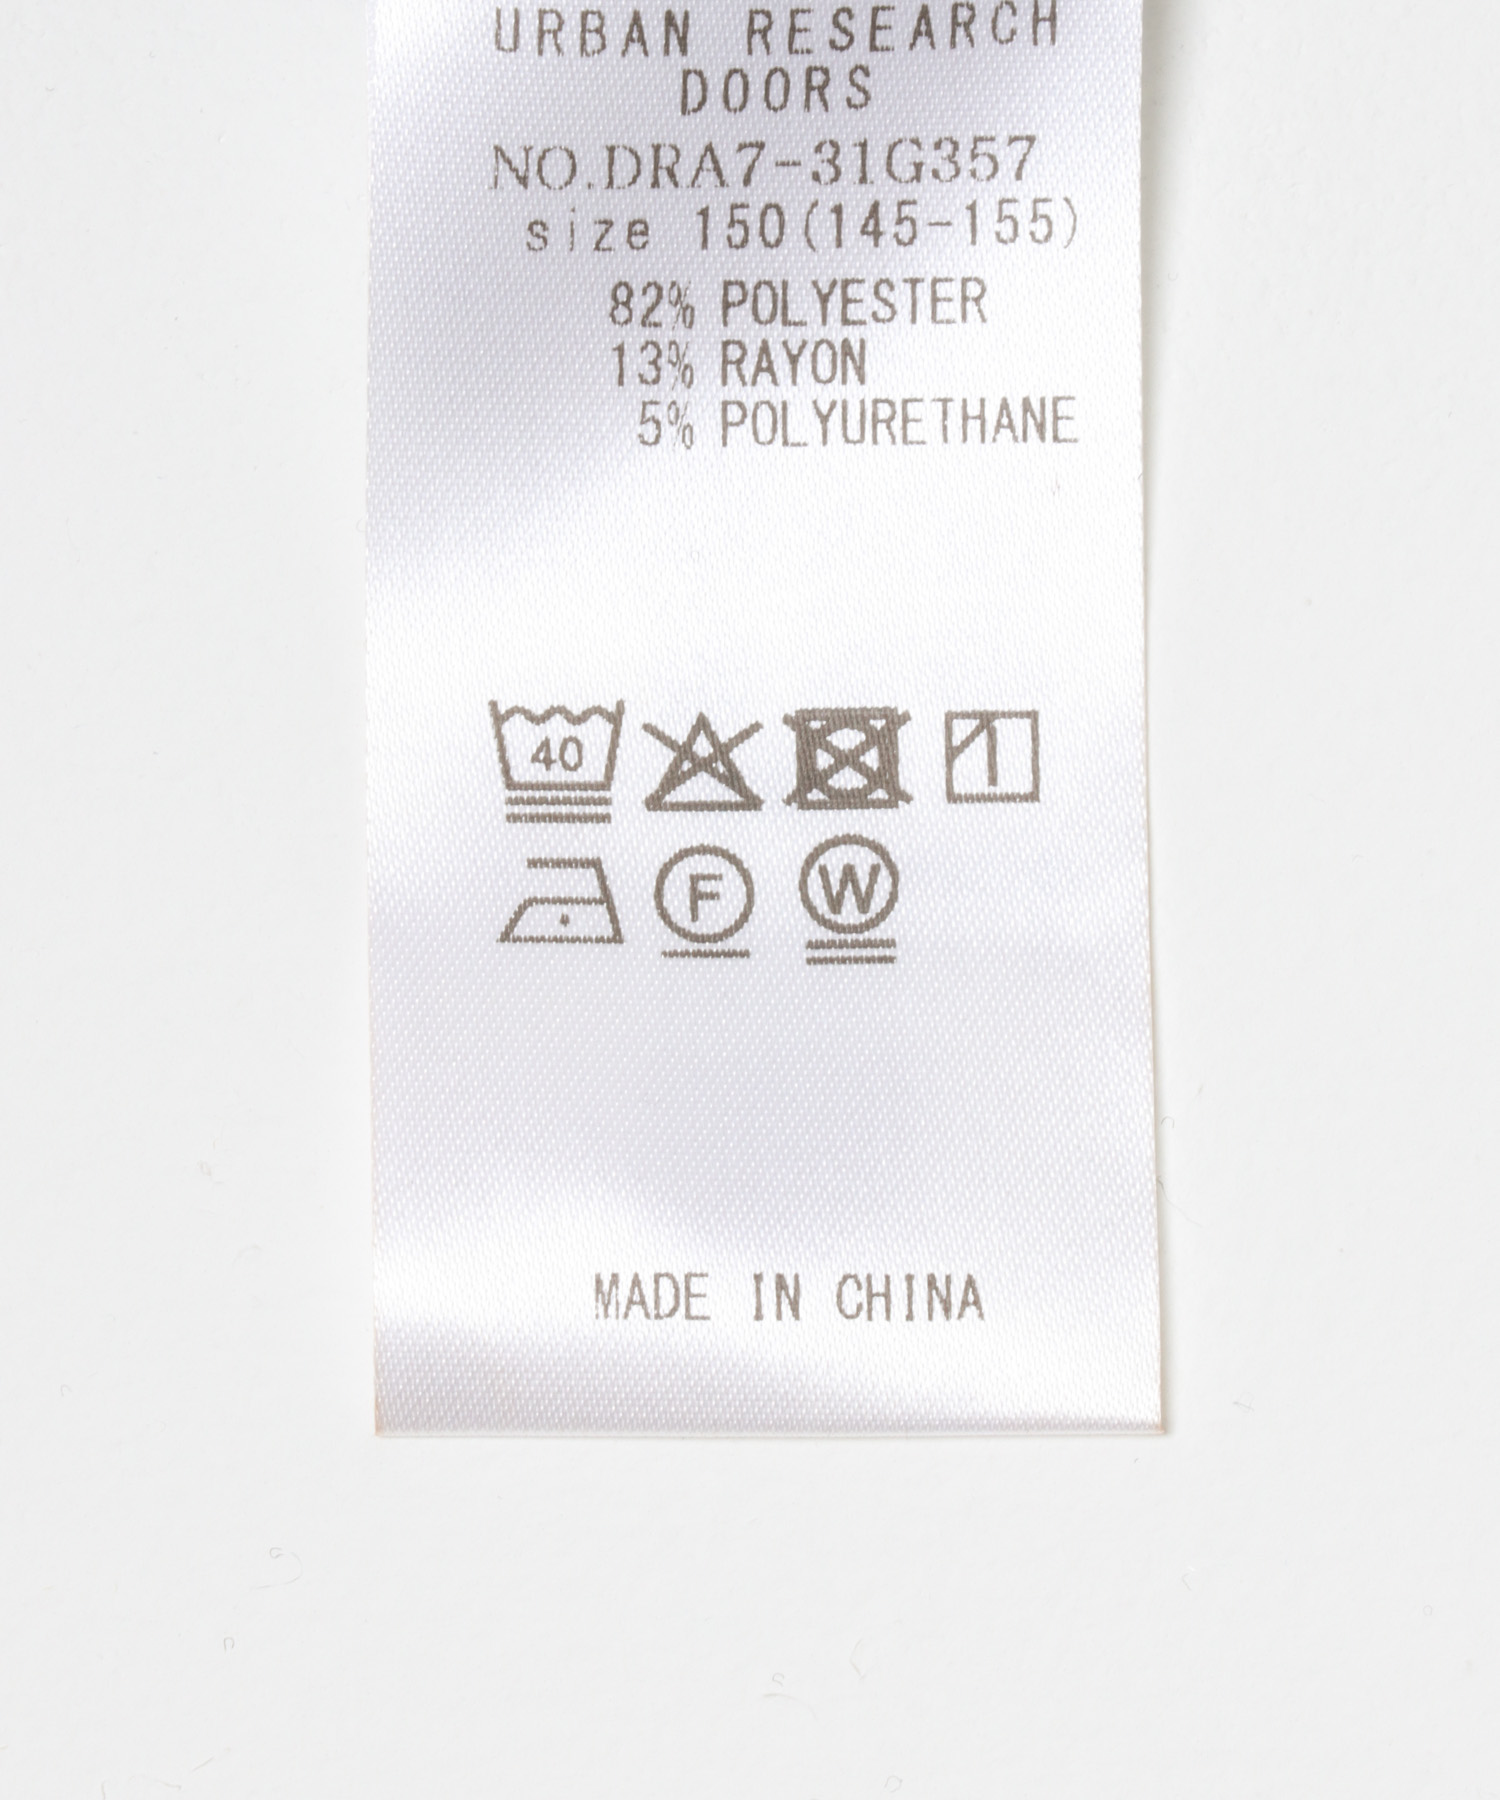 URBAN RESEARCH
DOORS
NO.DRA7-31G357
size 150(145-155)
82% POLYESTER
13% RAYON
5% POLYURETHANE
40
F W
MADE IN CHINA